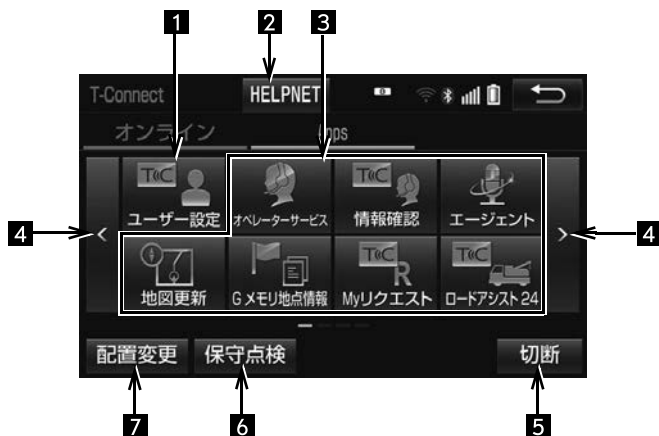 1 2 3
T-Connect HELPNET
オンライン Apps
T(C T(C
ユーザー設定 オペレーターサービス 情報確認 エージェント
4 < > 4
T(C T(C
R
地図更新 G メモリ地点情報 Myリクエスト ロードアシスト24
配置変更 保守点検 切断
7 6 5